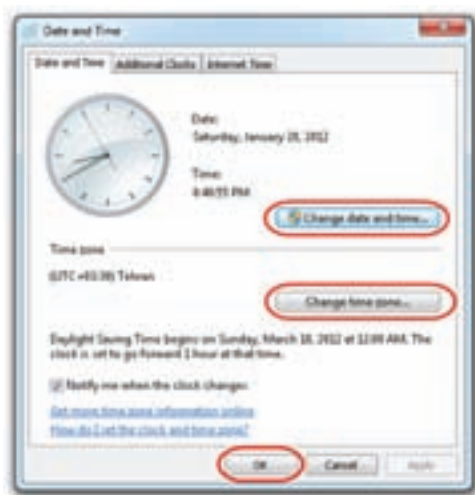 Date and Time
Date and Time Additional Clocks Internet Time
Date:
Saturday, January 28, 2012
Time:
8:40:55 PM
Change date and time...
Time zone
(UTC +03:30) Tehran
Change time zone...
Daylight Saving Time begins on Sunday, March 18, 2012 at 12:00 AM. The
clock is set to go forward 1 hour at that time.
Notify me when the clock changes
Get more time zone information online
How do I set the clock and time zone?
OK Cancel Apply